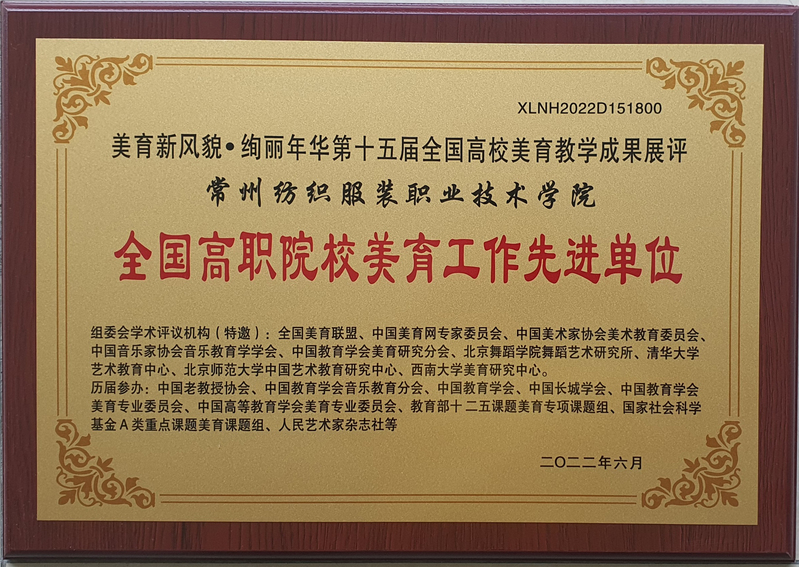 XLNH2022D151800
美育新风貌·绚丽年华第十五届全国高校美育教学成果展评
常州纺织服装职业技术学院
全国高职院校美育工作先进单位
组委会学术评议机构（特邀）：全国美育联盟、中国美育网专家委员会、中国美术家协会美术教育委员会、
中国音乐家协会音乐教育学学会、中国教育学会美育研究分会、北京舞蹈学院舞蹈艺术研究所、清华大学
艺术教育中心、北京师范大学中国艺术教育研究中心、西南大学美育研究中心。
历届参办：中国老教授协会、中国教育学会音乐教育分会、中国教育学会、中国长城学会、中国教育学会
美育专业委员会、中国高等教育学会美育专业委员会、教育部十二五课题美育专项课题组、国家社会科学
基金A类重点课题美育课题组、人民艺术家杂志社等
二〇二二年六月